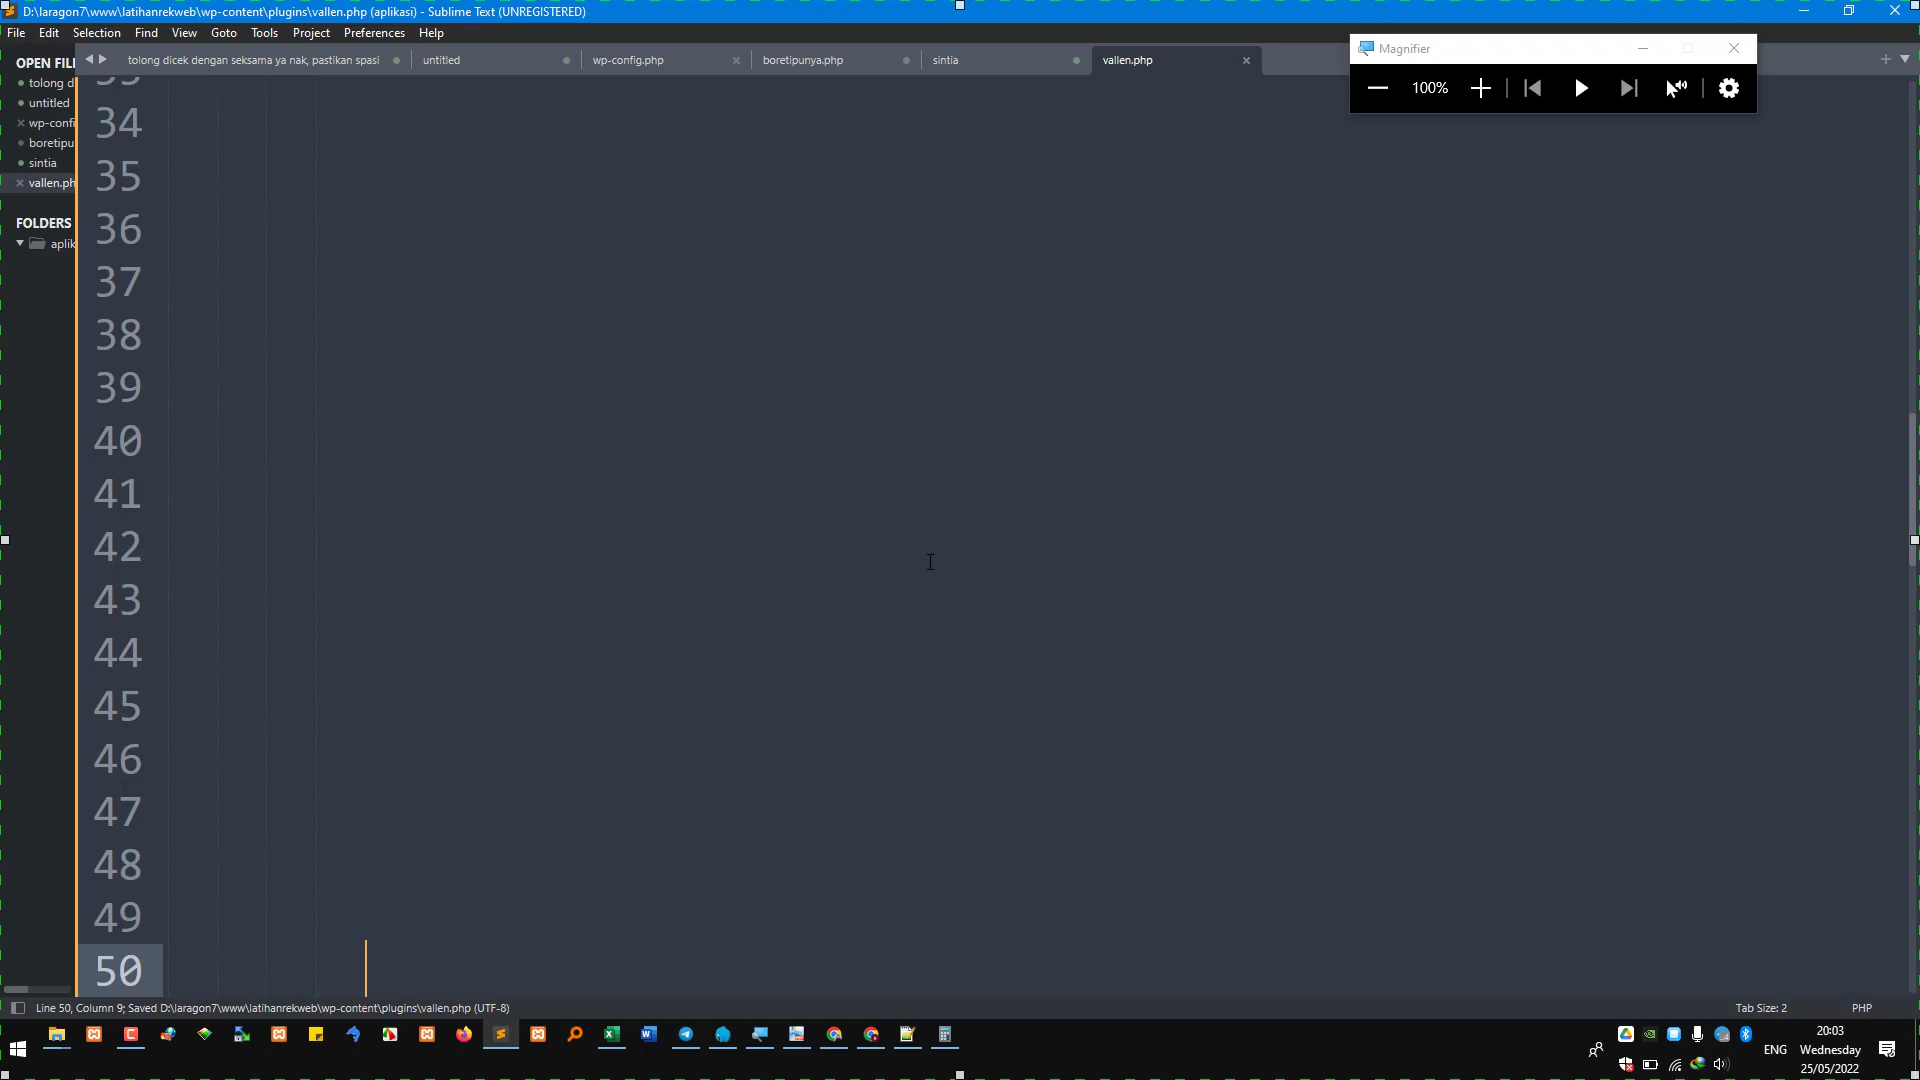 D:\laragon7\www\latihanrekweb\wp-content\plugins\vallen.php (aplikasi) - Sublime Text (UNREGISTERED)
File Edit Selection Find View Goto Tools Project Preferences Help
Magnifier
100%
OPEN FIL
tolong d
untitled
wp-confi
boretipu
sintia
vallen.ph
FOLDERS
aplik
tolong dicek dengan seksama ya nak, pastikan spasi
untitled
wp-config.php
boretipunya.php
sintia
vallen.php
34
35
36
37
38
39
40
41
42
43
44
45
46
47
48
49
50
Line 50, Column 9; Saved D:\laragon7\www\latihanrekweb\wp-content\plugins\vallen.php (UTF-8)
Tab Size: 2
PHP
ENG
20:03
Wednesday
25/05/2022